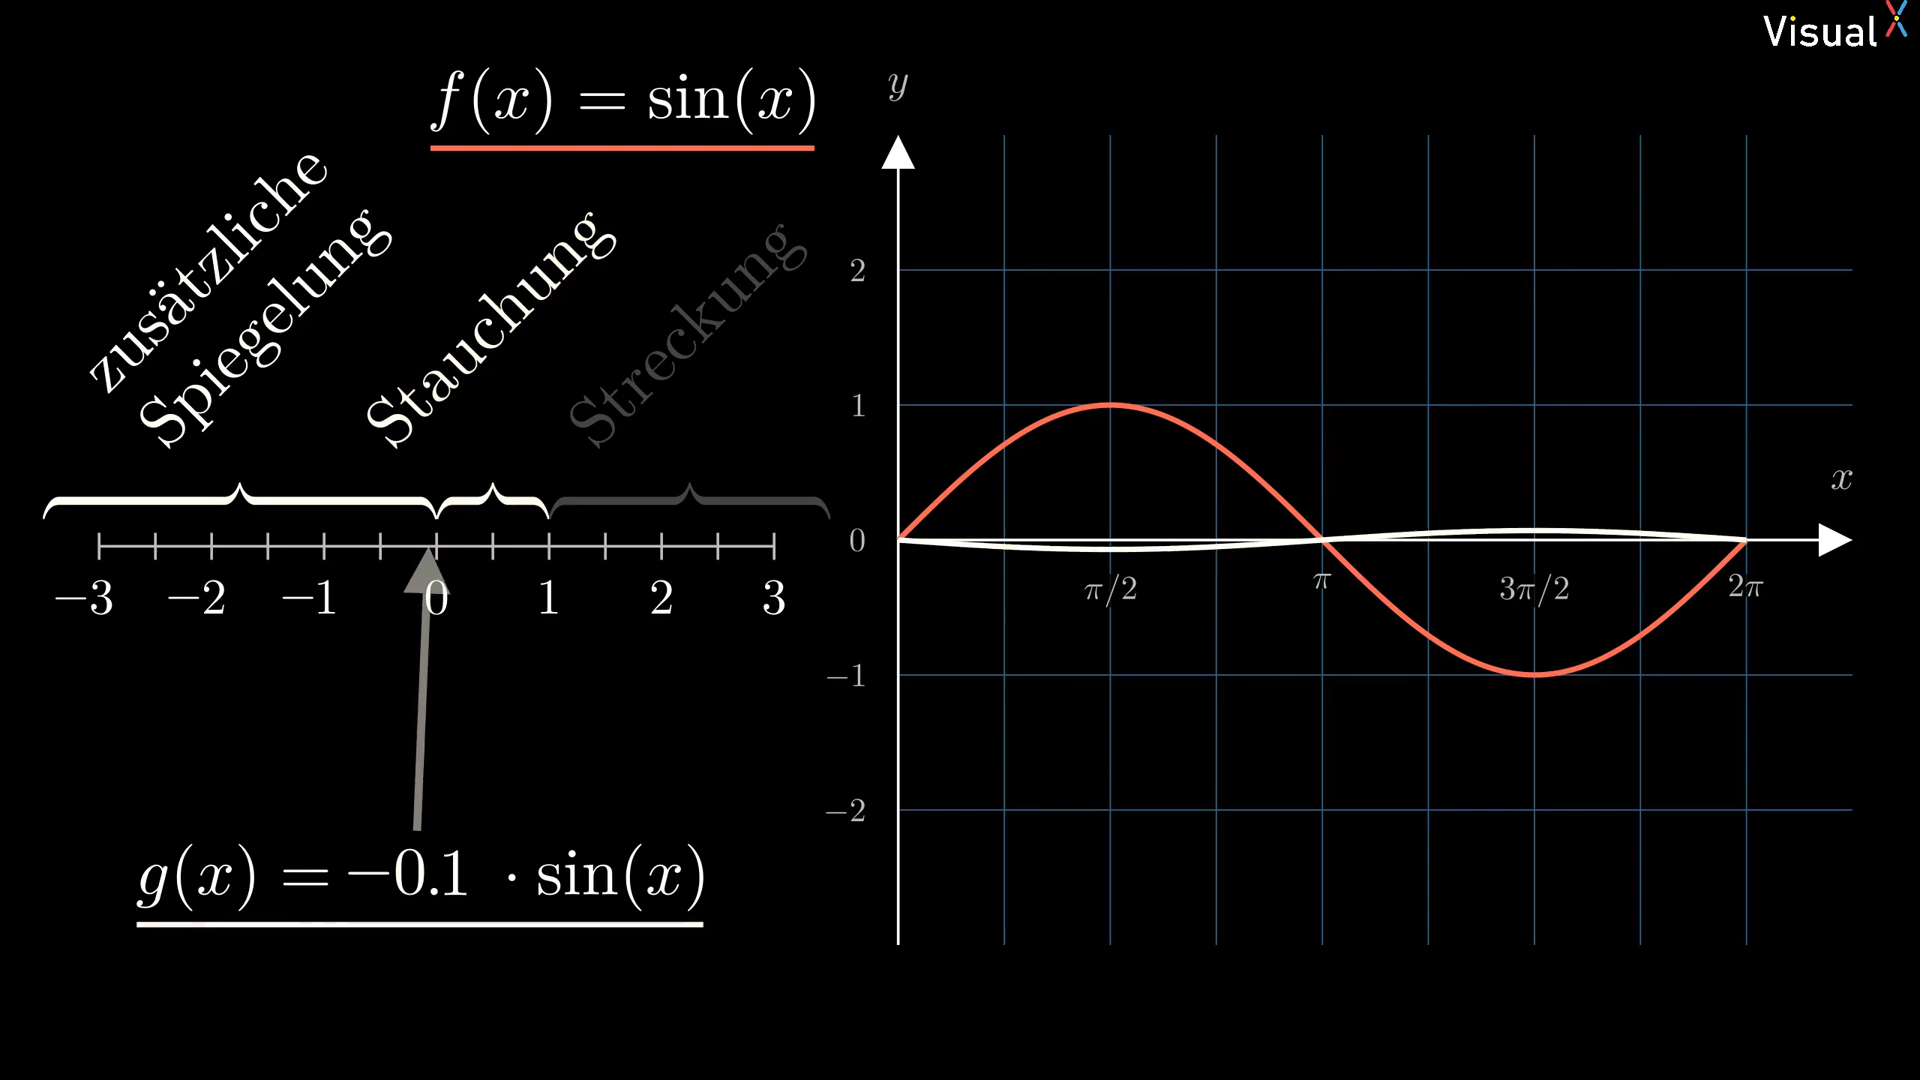 VisualX
f(x) = sin(x)
zusätzliche
Spiegelung
Stauchung
Streckung
−3 −2 −1 0 1 2 3
g(x) = −0.1 · sin(x)
y
2
1
0
−1
−2
x
π/2 π 3π/2 2π